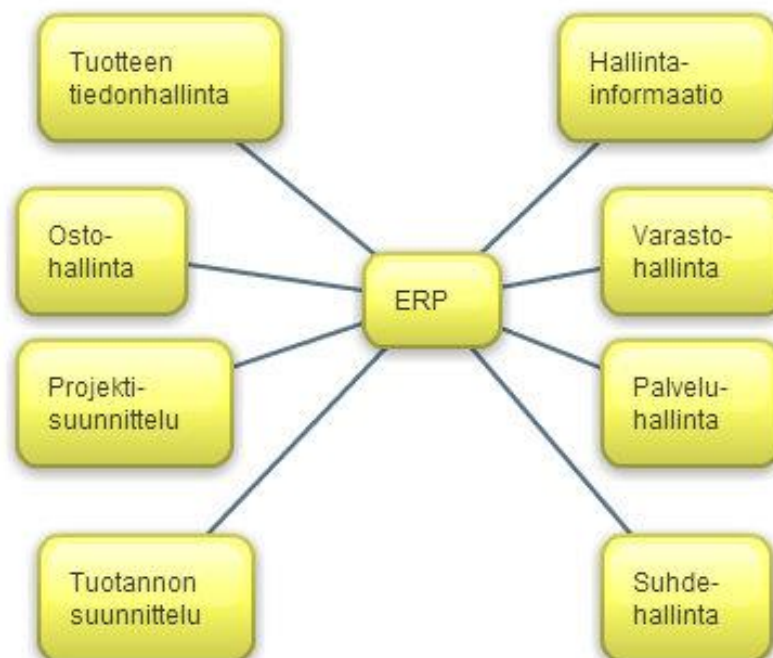 Tuotteen
tiedonhallinta
Hallinta-
informaatio
Osto-
hallinta
Varasto-
hallinta
ERP
Projekti-
suunnittelu
Palvelu-
hallinta
Tuotannon
suunnittelu
Suhde-
hallinta